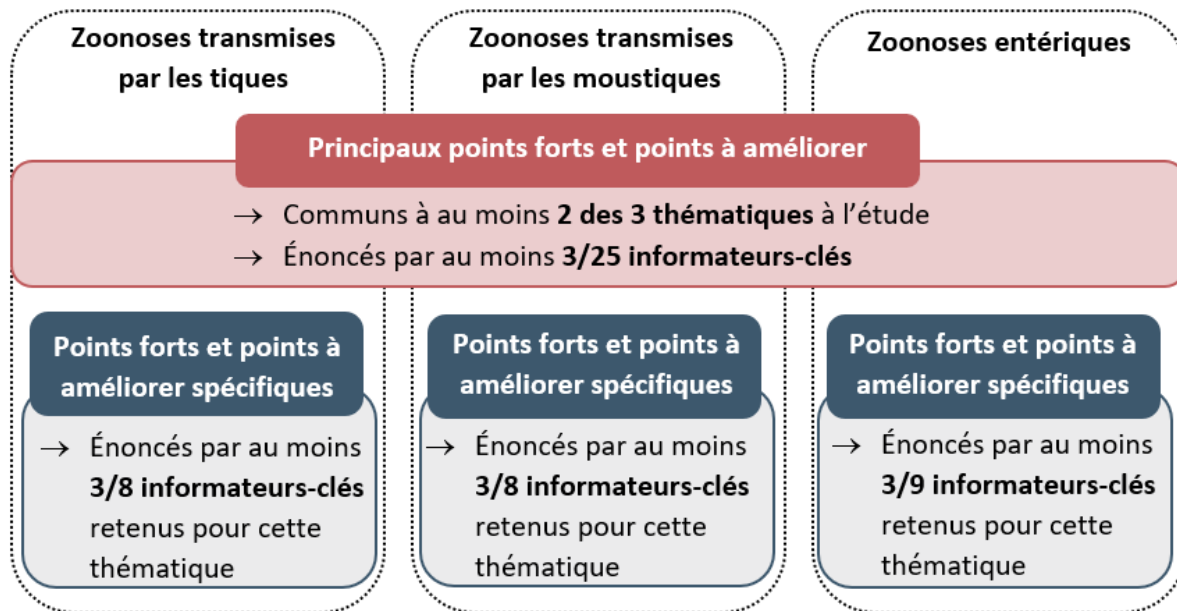 Zoonoses transmises
par les tiques
Zoonoses transmises
par les moustiques
Zoonoses entériques
Principaux points forts et points à améliorer
→ Communs à au moins 2 des 3 thématiques à l'étude
→ Énoncés par au moins 3/25 informateurs-clés
Points forts et points à
améliorer spécifiques
→ Énoncés par au moins
3/8 informateurs-clés
retenus pour cette
thématique
Points forts et points à
améliorer spécifiques
→ Énoncés par au moins
3/8 informateurs-clés
retenus pour cette
thématique
Points forts et points à
améliorer spécifiques
→ Énoncés par au moins
3/9 informateurs-clés
retenus pour cette
thématique